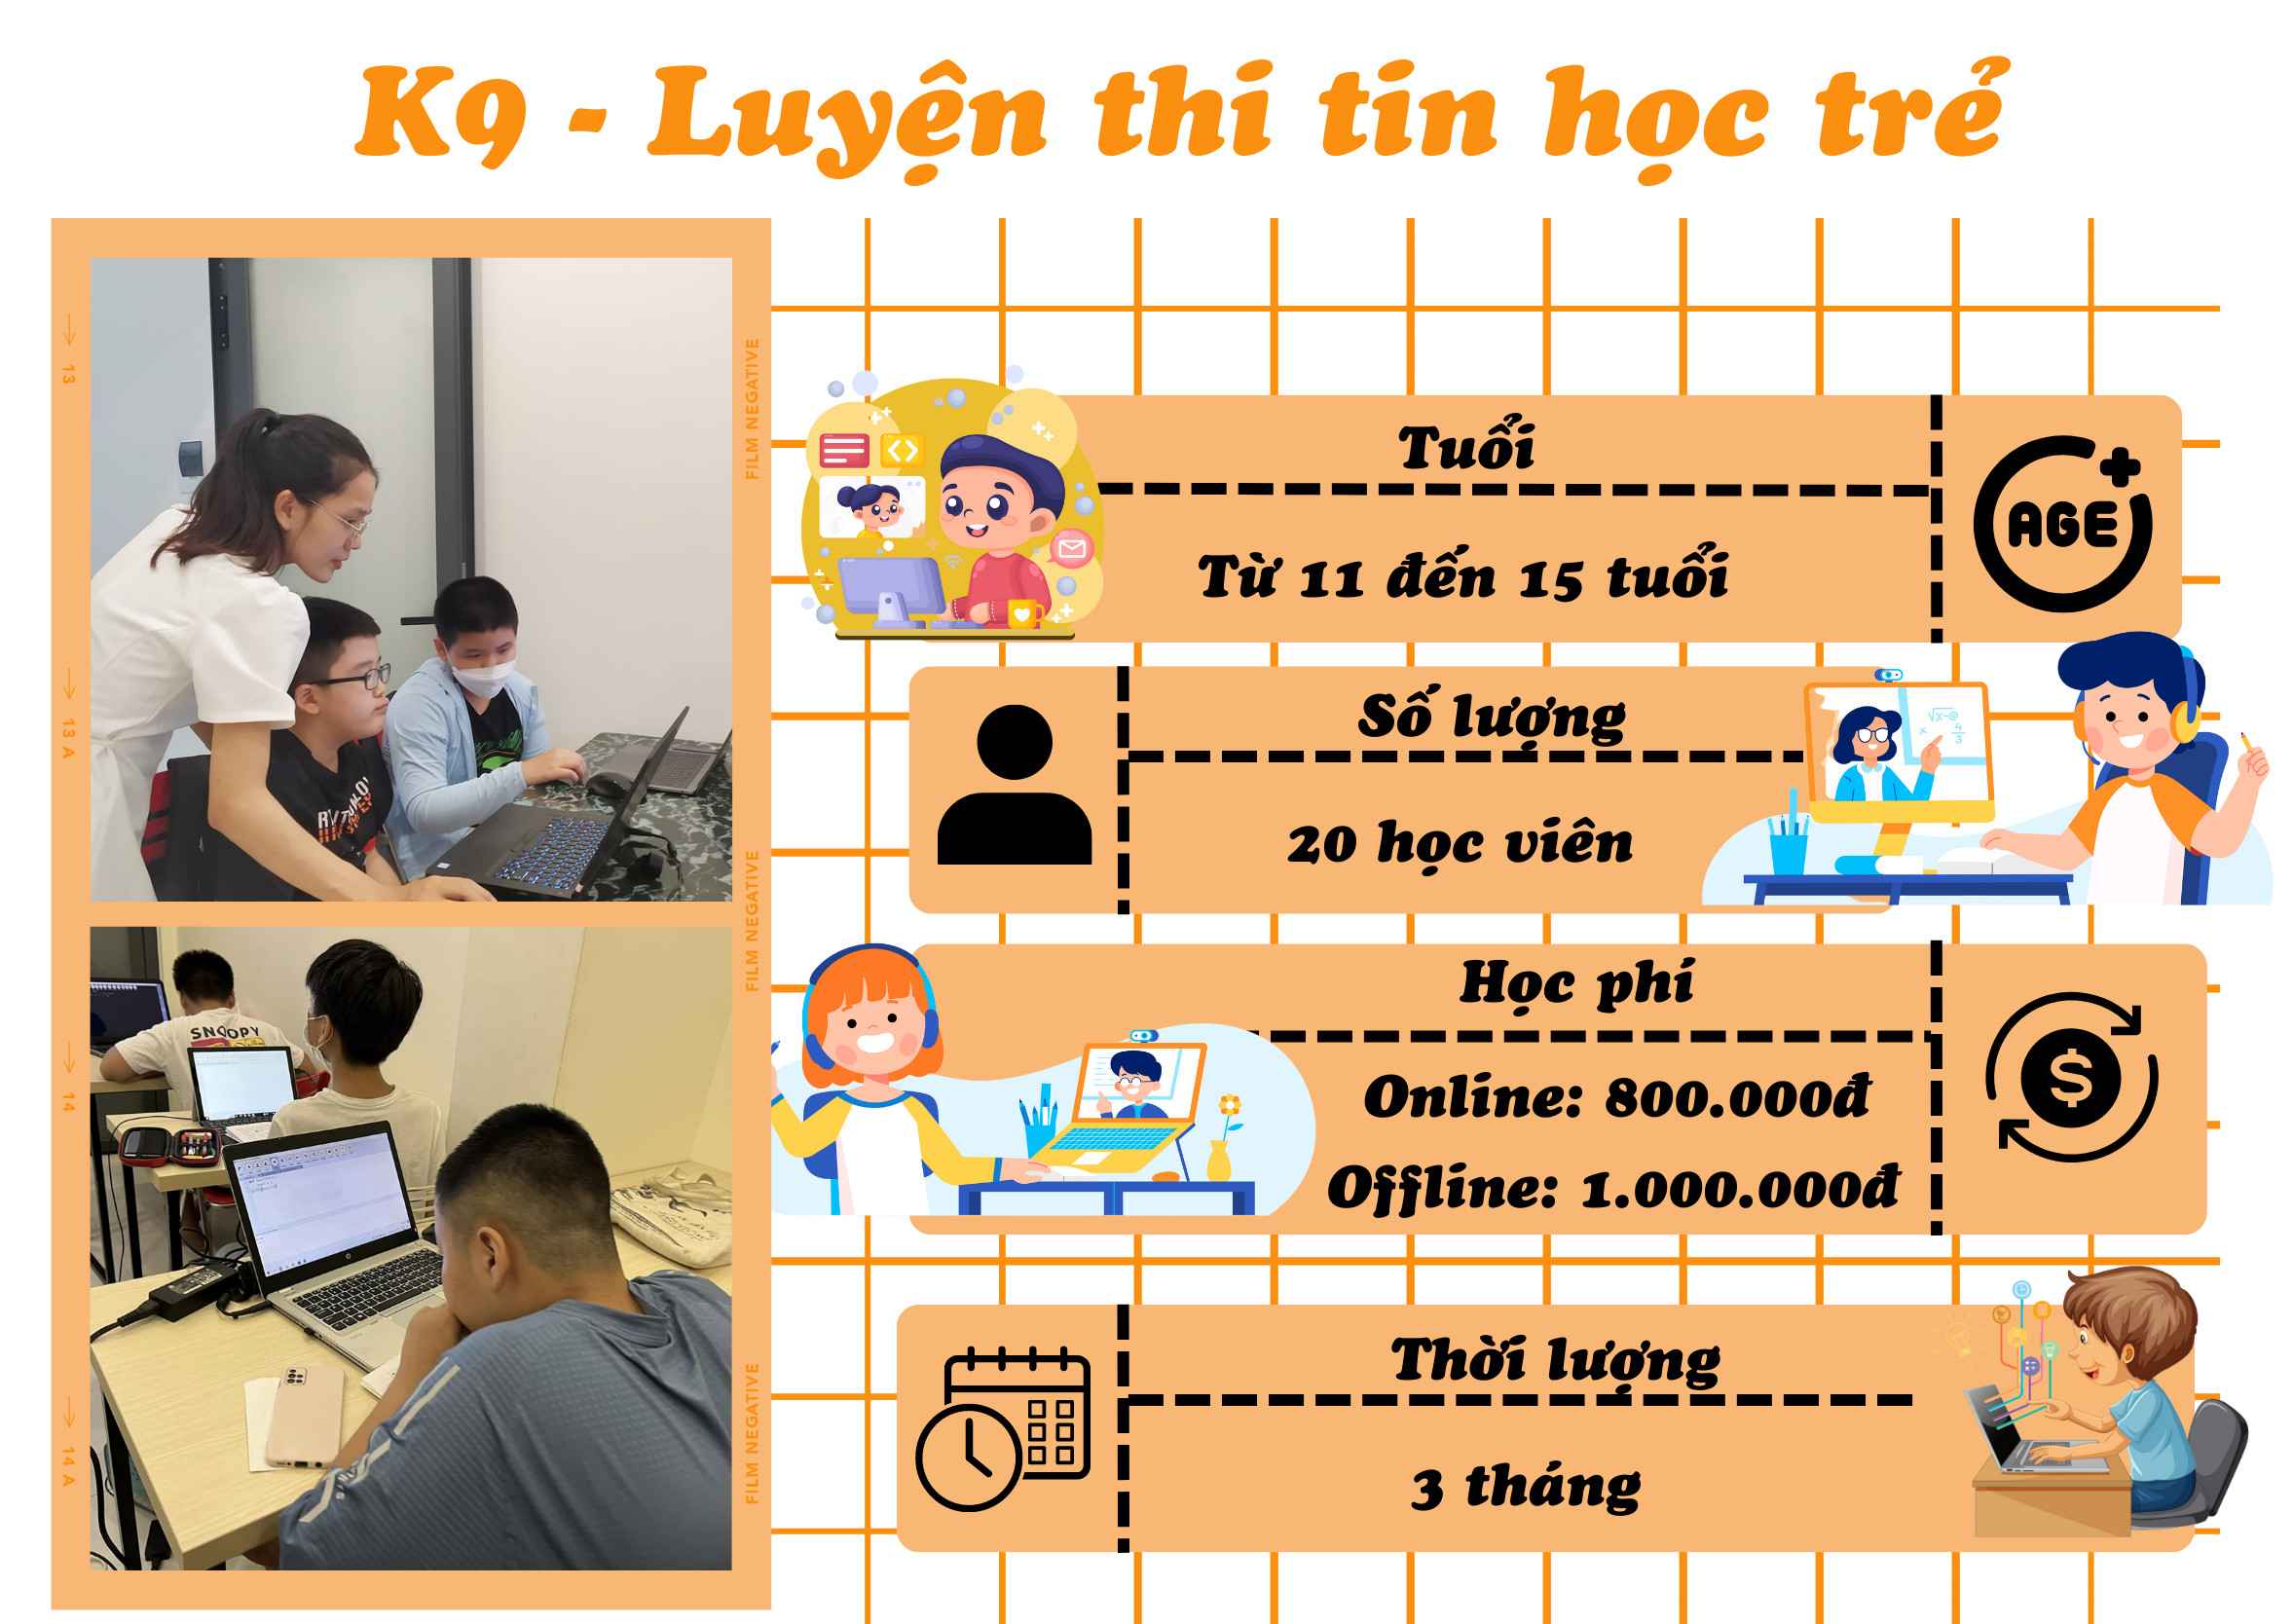 K9 - Luyện thi tin học trẻ
13
13 A
14
14 A
FILM NEGATIVE
FILM NEGATIVE
FILM NEGATIVE
SNOOPY
Tuổi
Từ 11 đến 15 tuổi
AGE
Số lượng
20 học viên
Học phí
Online: 800.000đ
Offline: 1.000.000đ
$
Thời lượng
3 tháng